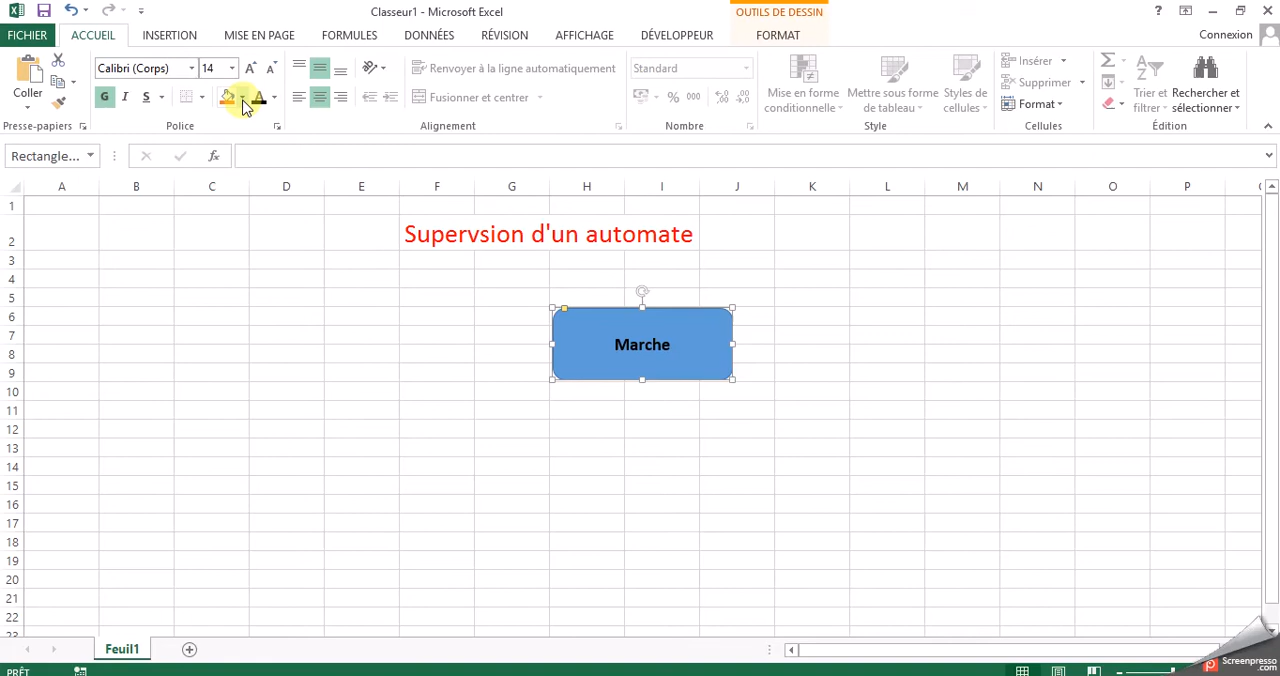 Classeur1 - Microsoft Excel
OUTILS DE DESSIN
?
FICHIER
ACCUEIL
INSERTION
MISE EN PAGE
FORMULES
DONNÉES
RÉVISION
AFFICHAGE
DÉVELOPPEUR
FORMAT
Connexion
Coller
Calibri (Corps)
14
G I S
Renvoyer à la ligne automatiquement
Fusionner et centrer
Standard
% 000
Mise en forme
conditionnelle
Mettre sous forme
de tableau
Styles de
cellules
Insérer
Supprimer
Format
Trier et
filtrer
Rechercher et
sélectionner
Presse-papiers
Police
Alignement
Nombre
Style
Cellules
Édition
Rectangle...
fx
A B C D E F G H I J K L M N O P
1
2
3
4
5
6
7
8
9
10
11
12
13
14
15
16
17
18
19
20
21
22
23
Supervsion d'un automate
Marche
Feuil1
PRÊT
Screenpresso
.com